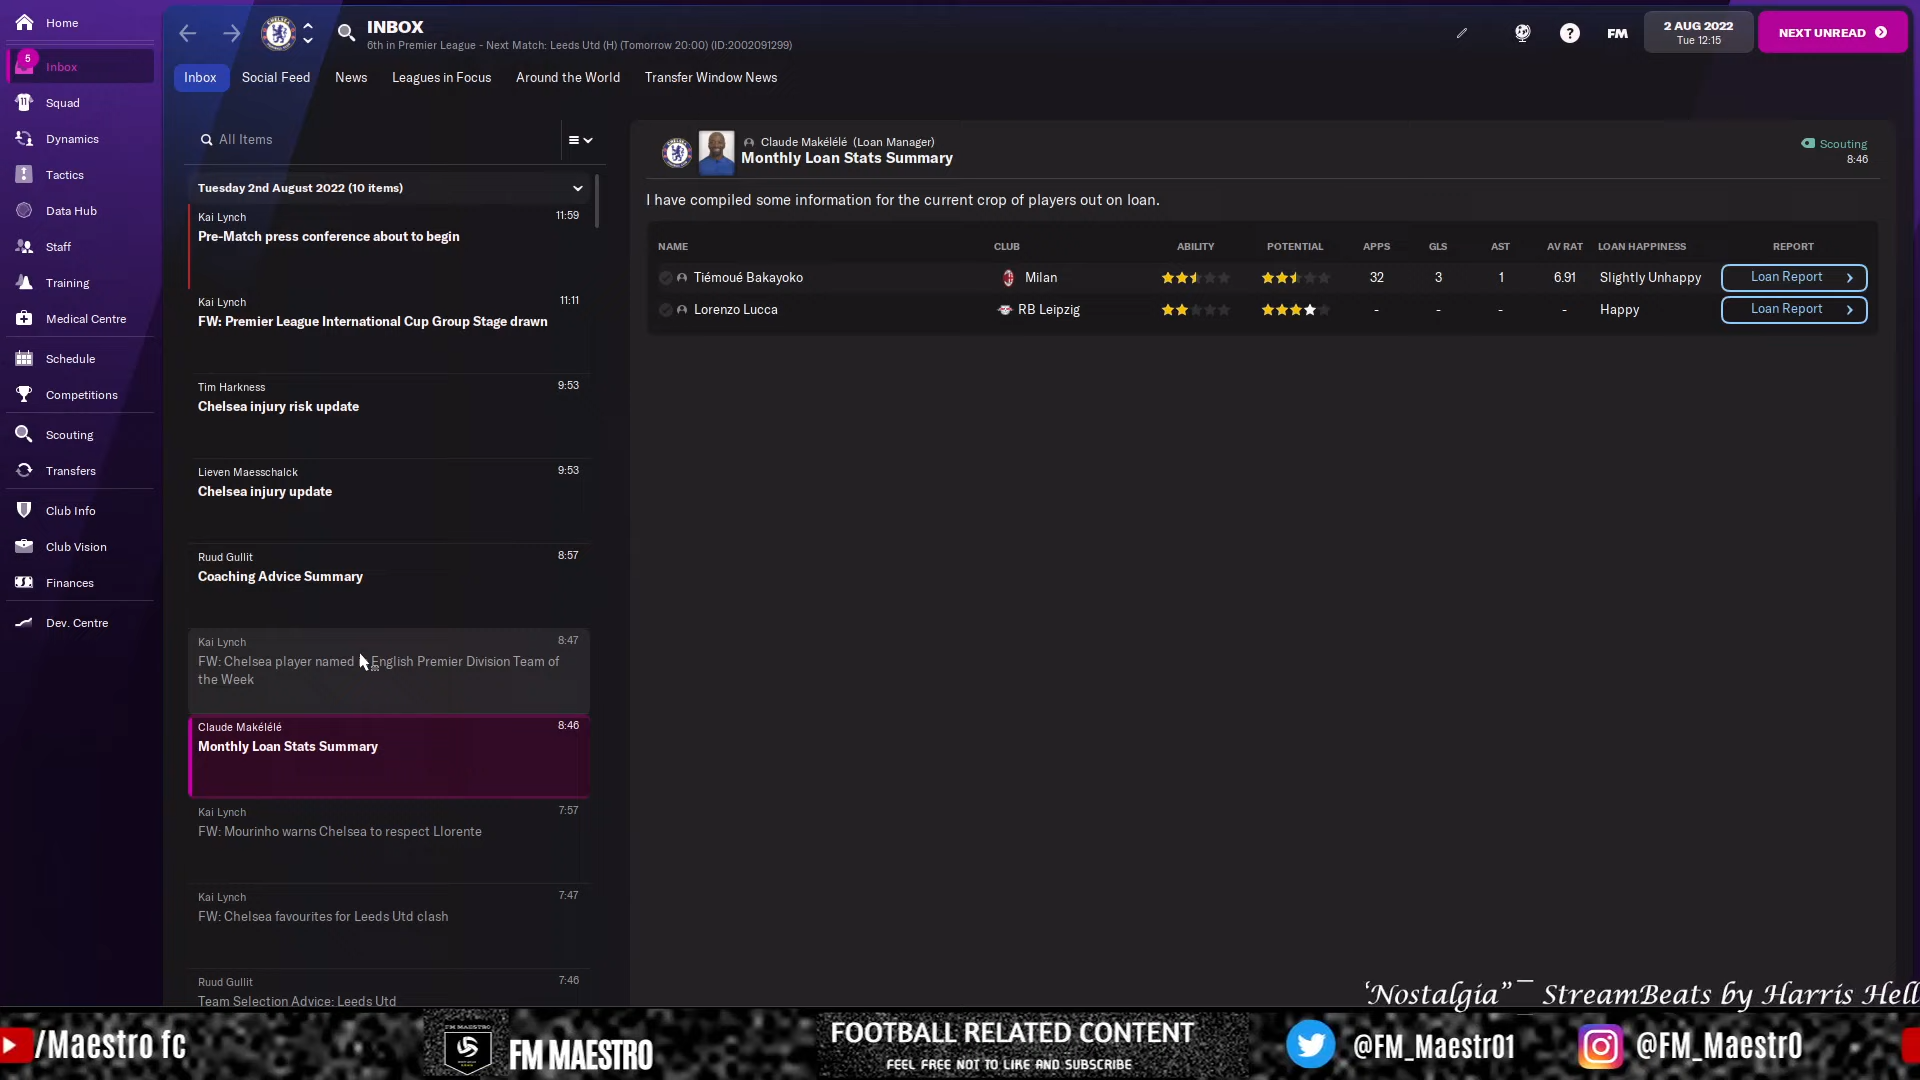 Home
INBOX
6th in Premier League - Next Match: Leeds Utd (H) (Tomorrow 20:00) (ID:2002091299)
FM
2 AUG 2022
Tue 12:15
NEXT UNREAD
5
Inbox
Squad
Dynamics
Tactics
Data Hub
Staff
Training
Medical Centre
Schedule
Competitions
Scouting
Transfers
Club Info
Club Vision
Finances
Dev. Centre
Inbox Social Feed News Leagues in Focus Around the World Transfer Window News
All Items
Tuesday 2nd August 2022 (10 items)
Kai Lynch 11:59
Pre-Match press conference about to begin
Kai Lynch 11:11
FW: Premier League International Cup Group Stage drawn
Tim Harkness 9:53
Chelsea injury risk update
Lieven Maesschalck 9:53
Chelsea injury update
Ruud Gullit 8:57
Coaching Advice Summary
Kai Lynch 8:47
FW: Chelsea player named English Premier Division Team of
the Week
Claude Makélélé 8:46
Monthly Loan Stats Summary
Kai Lynch 7:57
FW: Mourinho warns Chelsea to respect Llorente
Kai Lynch 7:47
FW: Chelsea favourites for Leeds Utd clash
Ruud Gullit 7:46
Team Selection Advice: Leeds Utd
Claude Makélélé (Loan Manager)
Monthly Loan Stats Summary
Scouting
8:46
I have compiled some information for the current crop of players out on loan.
NAME CLUB ABILITY POTENTIAL APPS GLS AST AV RAT LOAN HAPPINESS REPORT
Tiémoué Bakayoko Milan 32 3 1 6.91 Slightly Unhappy Loan Report
Lorenzo Lucca RB Leipzig - - - - Happy Loan Report
'Nostalgia" StreamBeats by Harris Hell
/Maestro fc
FM MAESTRO
FM MAESTRO
FOOTBALL RELATED CONTENT
FEEL FREE NOT TO LIKE AND SUBSCRIBE
@FM_Maestr01
@FM_Maestr0